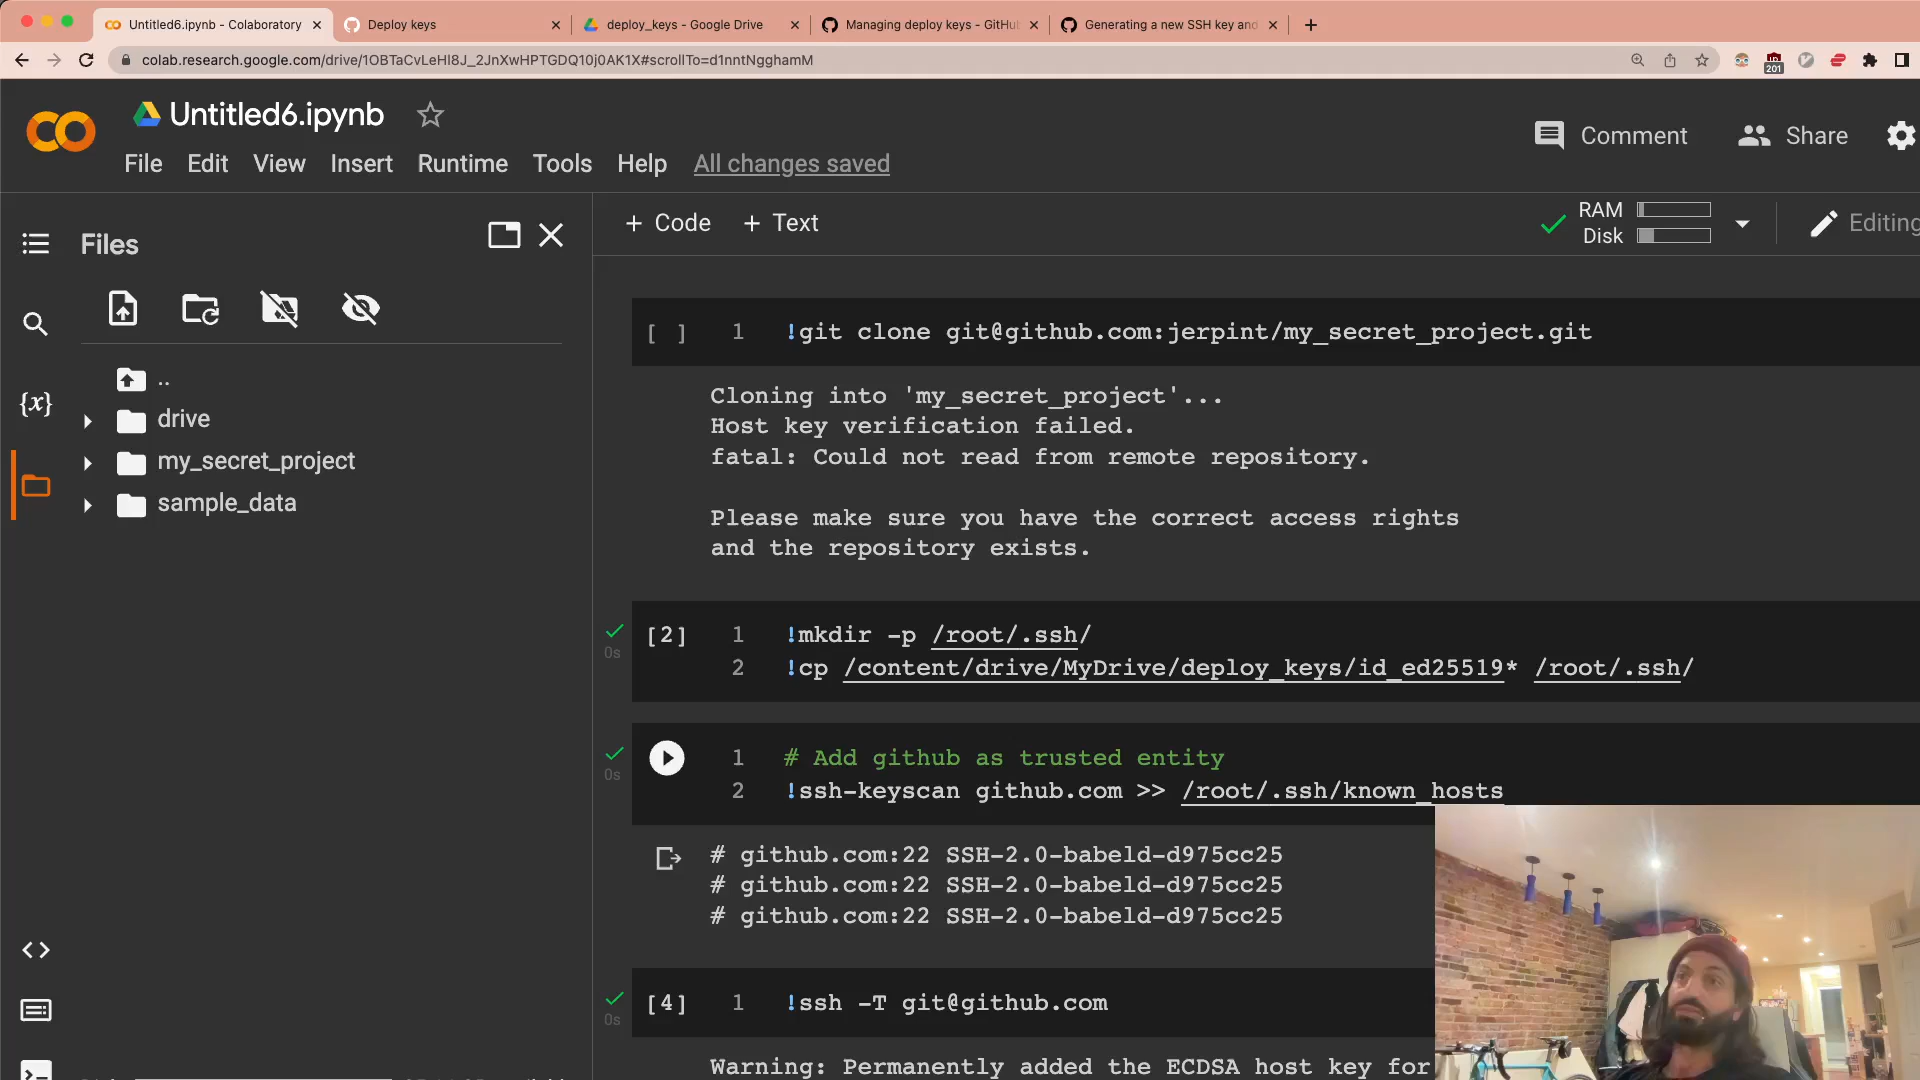 Untitled6.ipynb - Colaboratory
Deploy keys
deploy_keys - Google Drive
Managing deploy keys - GitHub
Generating a new SSH key and
colab.research.google.com/drive/1OBTaCvLeHI8J_2JnXwHPTGDQ10j0AK1X#scrollTo=d1nntNgghamM
201
CO
Untitled6.ipynb
Comment
Share
File Edit View Insert Runtime Tools Help All changes saved
Files
+ Code + Text
RAM
Disk
Editing
..
drive
my_secret_project
sample_data
{x}
[ ] 1 !git clone git@github.com:jerpint/my_secret_project.git
Cloning into 'my_secret_project'...
Host key verification failed.
fatal: Could not read from remote repository.
Please make sure you have the correct access rights
and the repository exists.
[2] 1 !mkdir -p /root/.ssh/
0s
2 !cp /content/drive/MyDrive/deploy_keys/id_ed25519* /root/.ssh/
1 # Add github as trusted entity
0s
2 !ssh-keyscan github.com >> /root/.ssh/known_hosts
# github.com:22 SSH-2.0-babeld-d975cc25
# github.com:22 SSH-2.0-babeld-d975cc25
# github.com:22 SSH-2.0-babeld-d975cc25
[4] 1 !ssh -T git@github.com
0s
Warning: Permanently added the ECDSA host key for